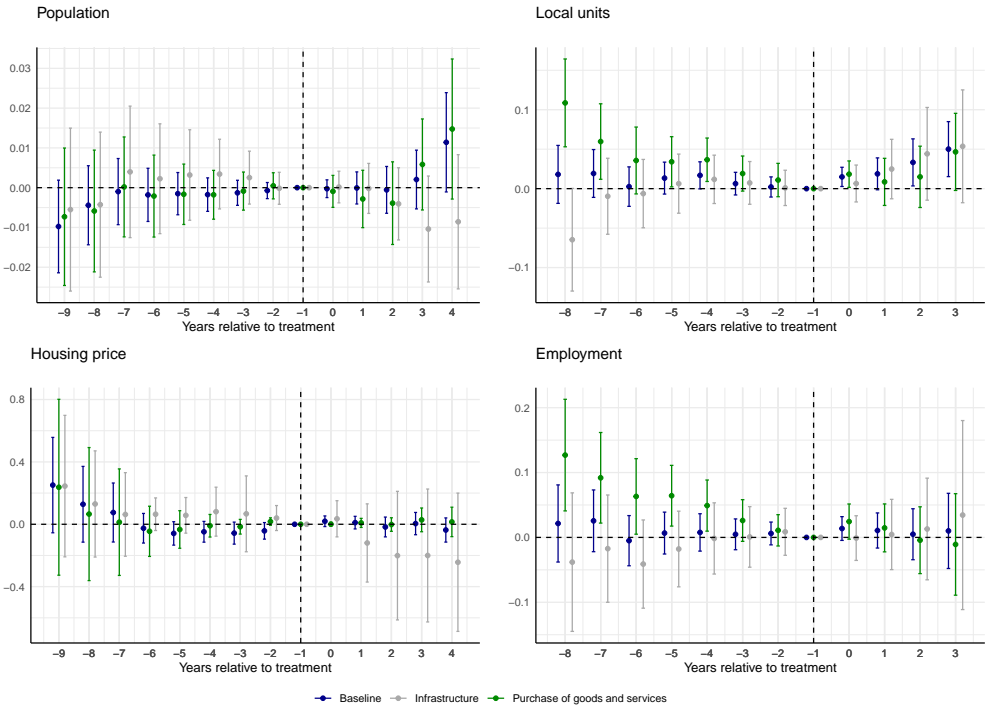 Population
0.03
0.02
0.01
0.00
−0.01
−0.02
−9 −8 −7 −6 −5 −4 −3 −2 −1 0 1 2 3 4
Years relative to treatment
Local units
0.1
0.0
−0.1
−8 −7 −6 −5 −4 −3 −2 −1 0 1 2 3
Years relative to treatment
Housing price
0.8
0.4
0.0
−0.4
−9 −8 −7 −6 −5 −4 −3 −2 −1 0 1 2 3 4
Years relative to treatment
Employment
0.2
0.1
0.0
−0.1
−8 −7 −6 −5 −4 −3 −2 −1 0 1 2 3
Years relative to treatment
Baseline Infrastructure Purchase of goods and services